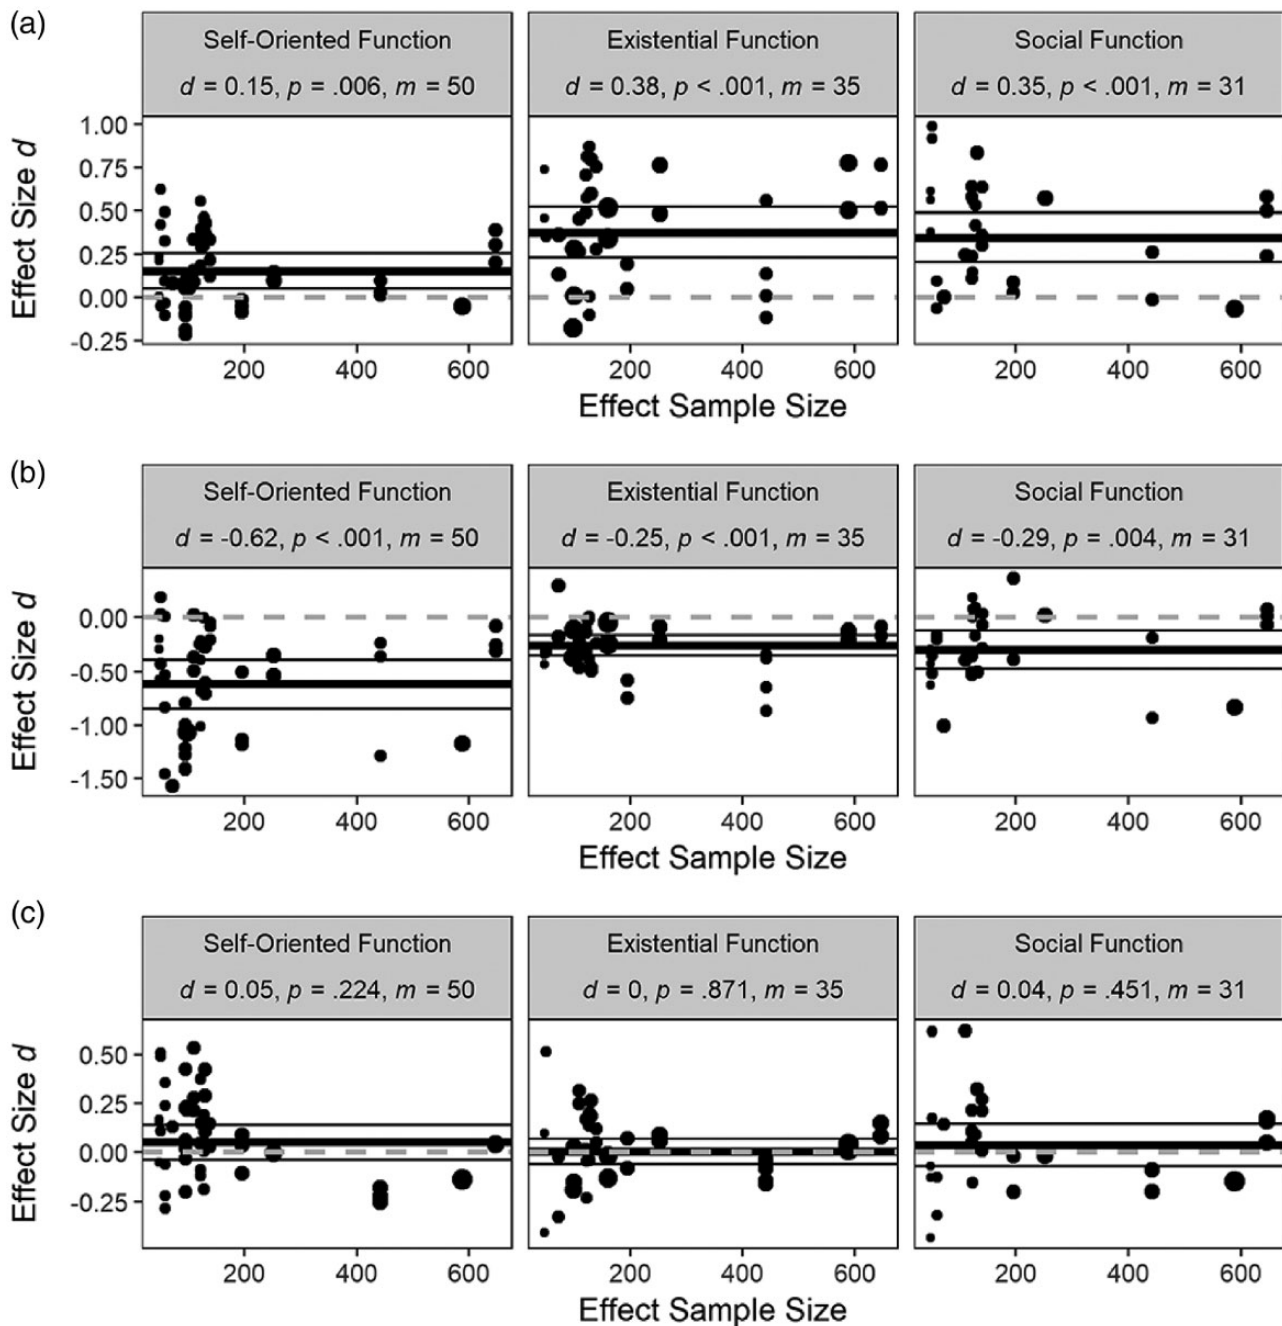 (a)
Self-Oriented Function
Existential Function
Social Function
d = 0.15, p = .006, m = 50
d = 0.38, p < .001, m = 35
d = 0.35, p < .001, m = 31
Effect Size d
1.00
0.75
0.50
0.25
0.00
-0.25
200 400 600
200 400 600
200 400 600
Effect Sample Size
(b)
Self-Oriented Function
Existential Function
Social Function
d = -0.62, p < .001, m = 50
d = -0.25, p < .001, m = 35
d = -0.29, p = .004, m = 31
Effect Size d
0.00
-0.50
-1.00
-1.50
200 400 600
200 400 600
200 400 600
Effect Sample Size
(c)
Self-Oriented Function
Existential Function
Social Function
d = 0.05, p = .224, m = 50
d = 0, p = .871, m = 35
d = 0.04, p = .451, m = 31
Effect Size d
0.50
0.25
0.00
-0.25
200 400 600
200 400 600
200 400 600
Effect Sample Size